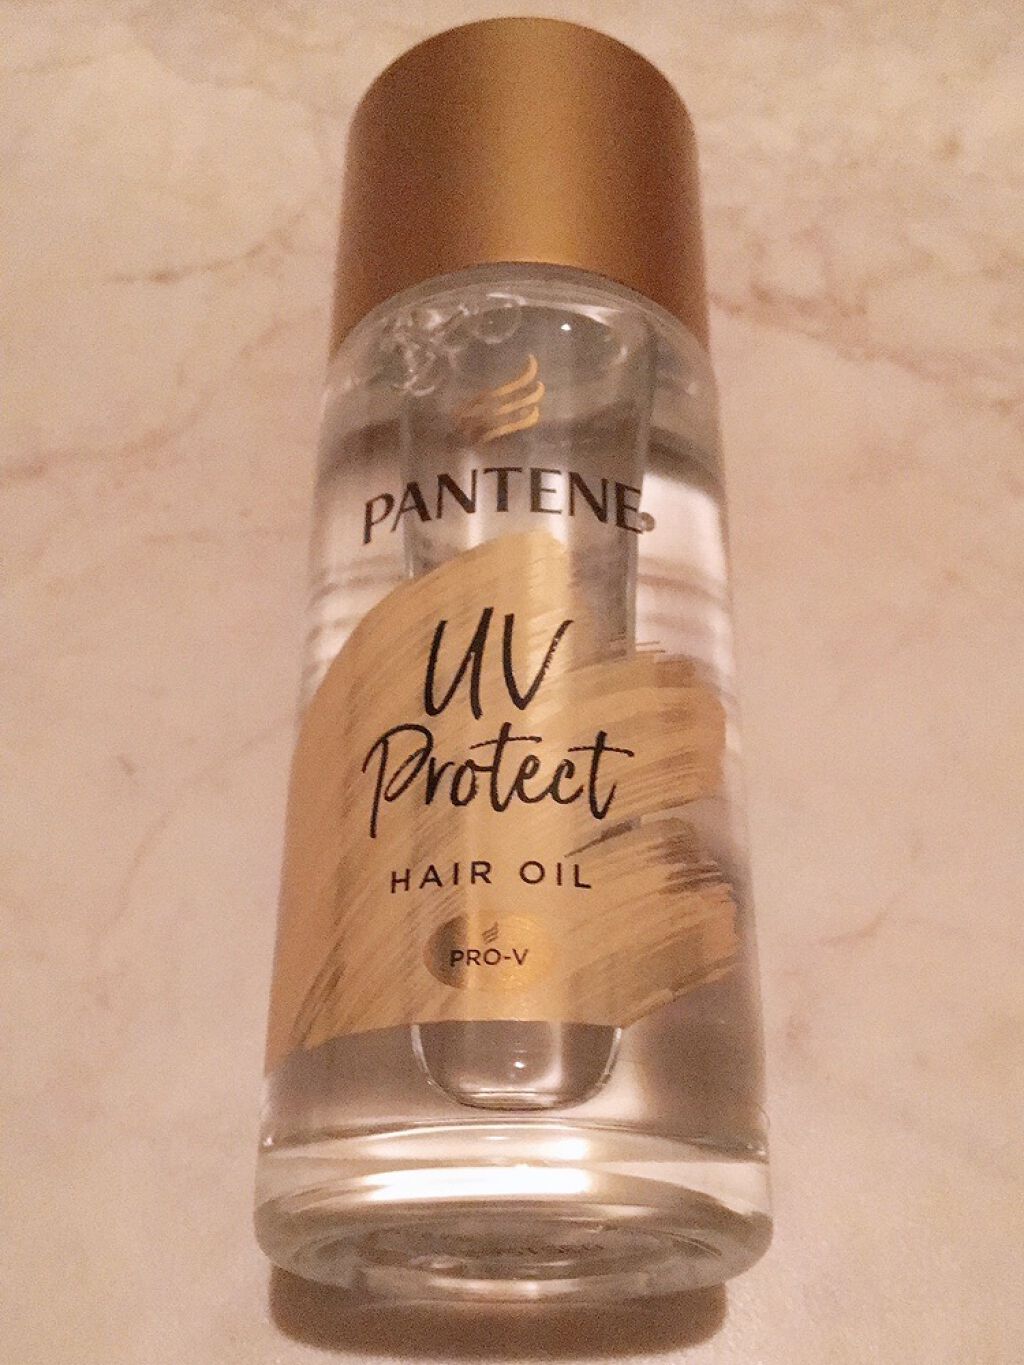 PANTENE
UV
Protect
HAIR OIL
PRO-V